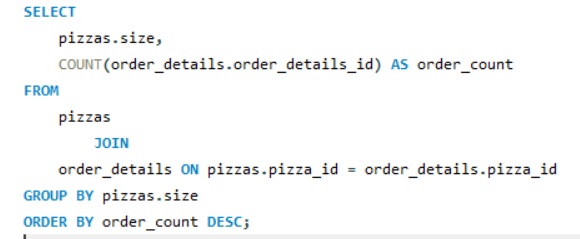 SELECT
pizzas.size,
COUNT(order_details.order_details_id) AS order_count
FROM
pizzas
JOIN
order_details ON pizzas.pizza_id = order_details.pizza_id
GROUP BY pizzas.size
ORDER BY order_count DESC;